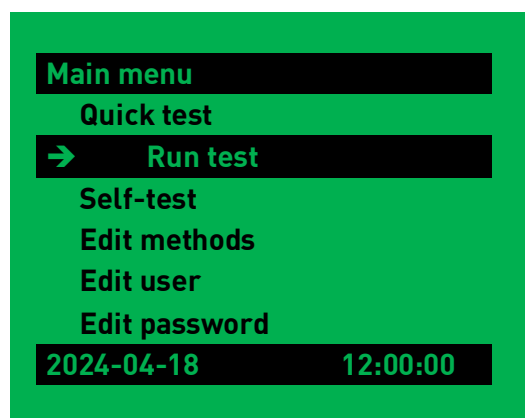 Main menu
Quick test
➔ Run test
Self-test
Edit methods
Edit user
Edit password
2024-04-18 12:00:00